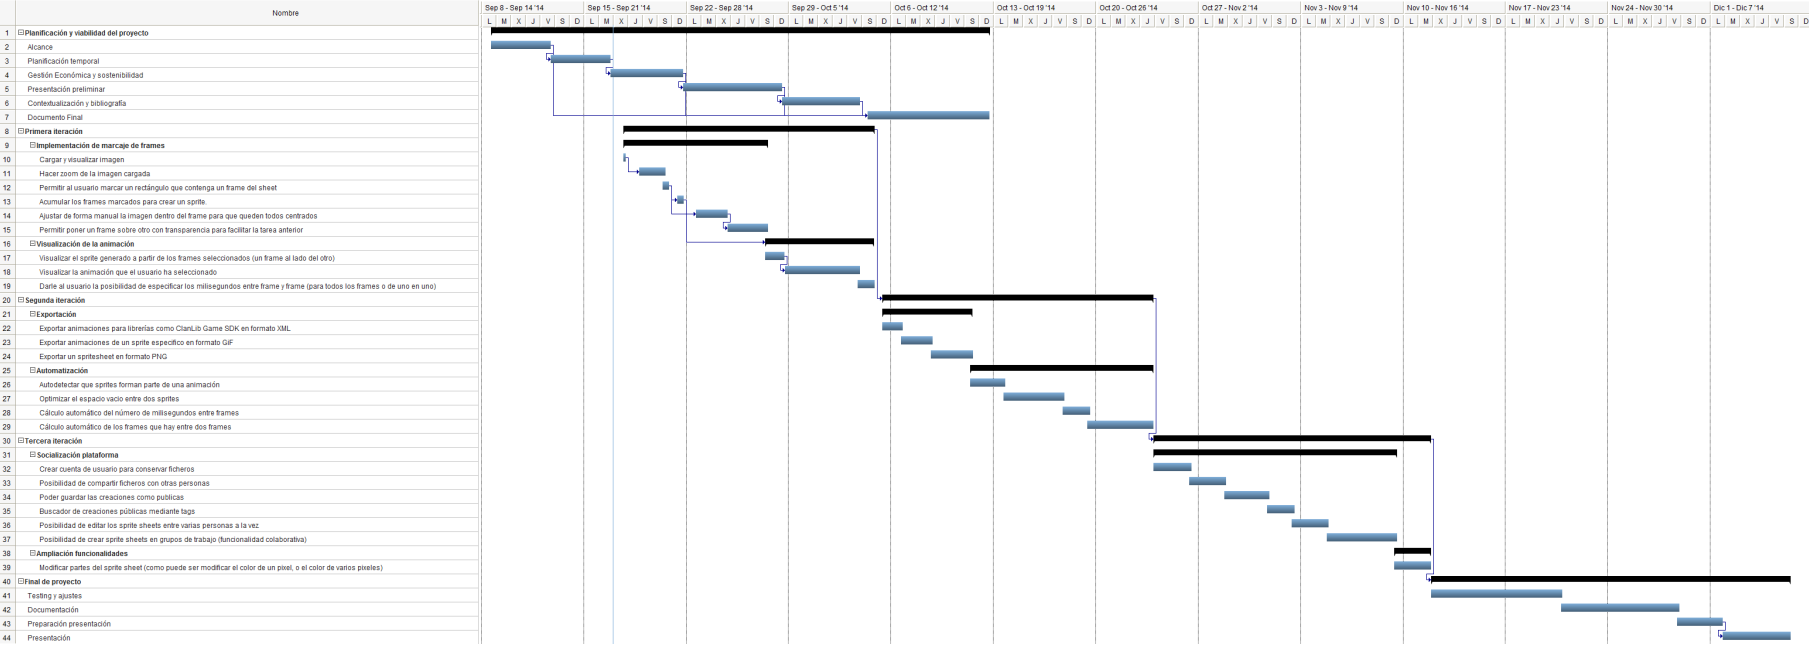 Nombre
Sep 8 - Sep 14 '14 Sep 15 - Sep 21 '14 Sep 22 - Sep 28 '14 Sep 29 - Oct 5 '14 Oct 6 - Oct 12 '14 Oct 13 - Oct 19 '14 Oct 20 - Oct 26 '14 Oct 27 - Nov 2 '14 Nov 3 - Nov 9 '14 Nov 10 - Nov 16 '14 Nov 17 - Nov 23 '14 Nov 24 - Nov 30 '14 Dic 1 - Dic 7 '14
L M X J V S D L M X J V S D L M X J V S D L M X J V S D L M X J V S D L M X J V S D L M X J V S D L M X J V S D L M X J V S D L M X J V S D L M X J V S D L M X J V S D L M X J V S D
1 Planificación y viabilidad del proyecto
2 Alcance
3 Planificación temporal
4 Gestión Económica y sostenibilidad
5 Presentación preliminar
6 Contextualización y bibliografía
7 Documento Final
8 Primera iteración
9 Implementación de marcaje de frames
10 Cargar y visualizar imagen
11 Hacer zoom de la imagen cargada
12 Permitir al usuario marcar un rectángulo que contenga un frame del sheet
13 Acumular los frames marcados para crear un sprite.
14 Ajustar de forma manual la imagen dentro del frame para que queden todos centrados
15 Permitir poner un frame sobre otro con transparencia para facilitar la tarea anterior
16 Visualización de la animación
17 Visualizar el sprite generado a partir de los frames seleccionados (un frame al lado del otro)
18 Visualizar la animación que el usuario ha seleccionado
19 Darle al usuario la posibilidad de especificar los milisegundos entre frame y frame (para todos los frames o de uno en uno)
20 Segunda iteración
21 Exportación
22 Exportar animaciones para librerías como ClanLib Game SDK en formato XML
23 Exportar animaciones de un sprite específico en formato GIF
24 Exportar un spritesheet en formato PNG
25 Automatización
26 Autodetectar que sprites forman parte de una animación
27 Optimizar el espacio vacio entre dos sprites
28 Cálculo automático del número de milisegundos entre frames
29 Cálculo automático de los frames que hay entre dos frames
30 Tercera iteración
31 Socialización plataforma
32 Crear cuenta de usuario para conservar ficheros
33 Posibilidad de compartir ficheros con otras personas
34 Poder guardar las creaciones como publicas
35 Buscador de creaciones públicas mediante tags
36 Posibilidad de editar los sprite sheets entre varias personas a la vez
37 Posibilidad de crear sprite sheets en grupos de trabajo (funcionalidad colaborativa)
38 Ampliación funcionalidades
39 Modificar partes del sprite sheet (como puede ser modificar el color de un pixel, o el color de varios pixeles)
40 Final de proyecto
41 Testing y ajustes
42 Documentación
43 Preparación presentación
44 Presentación